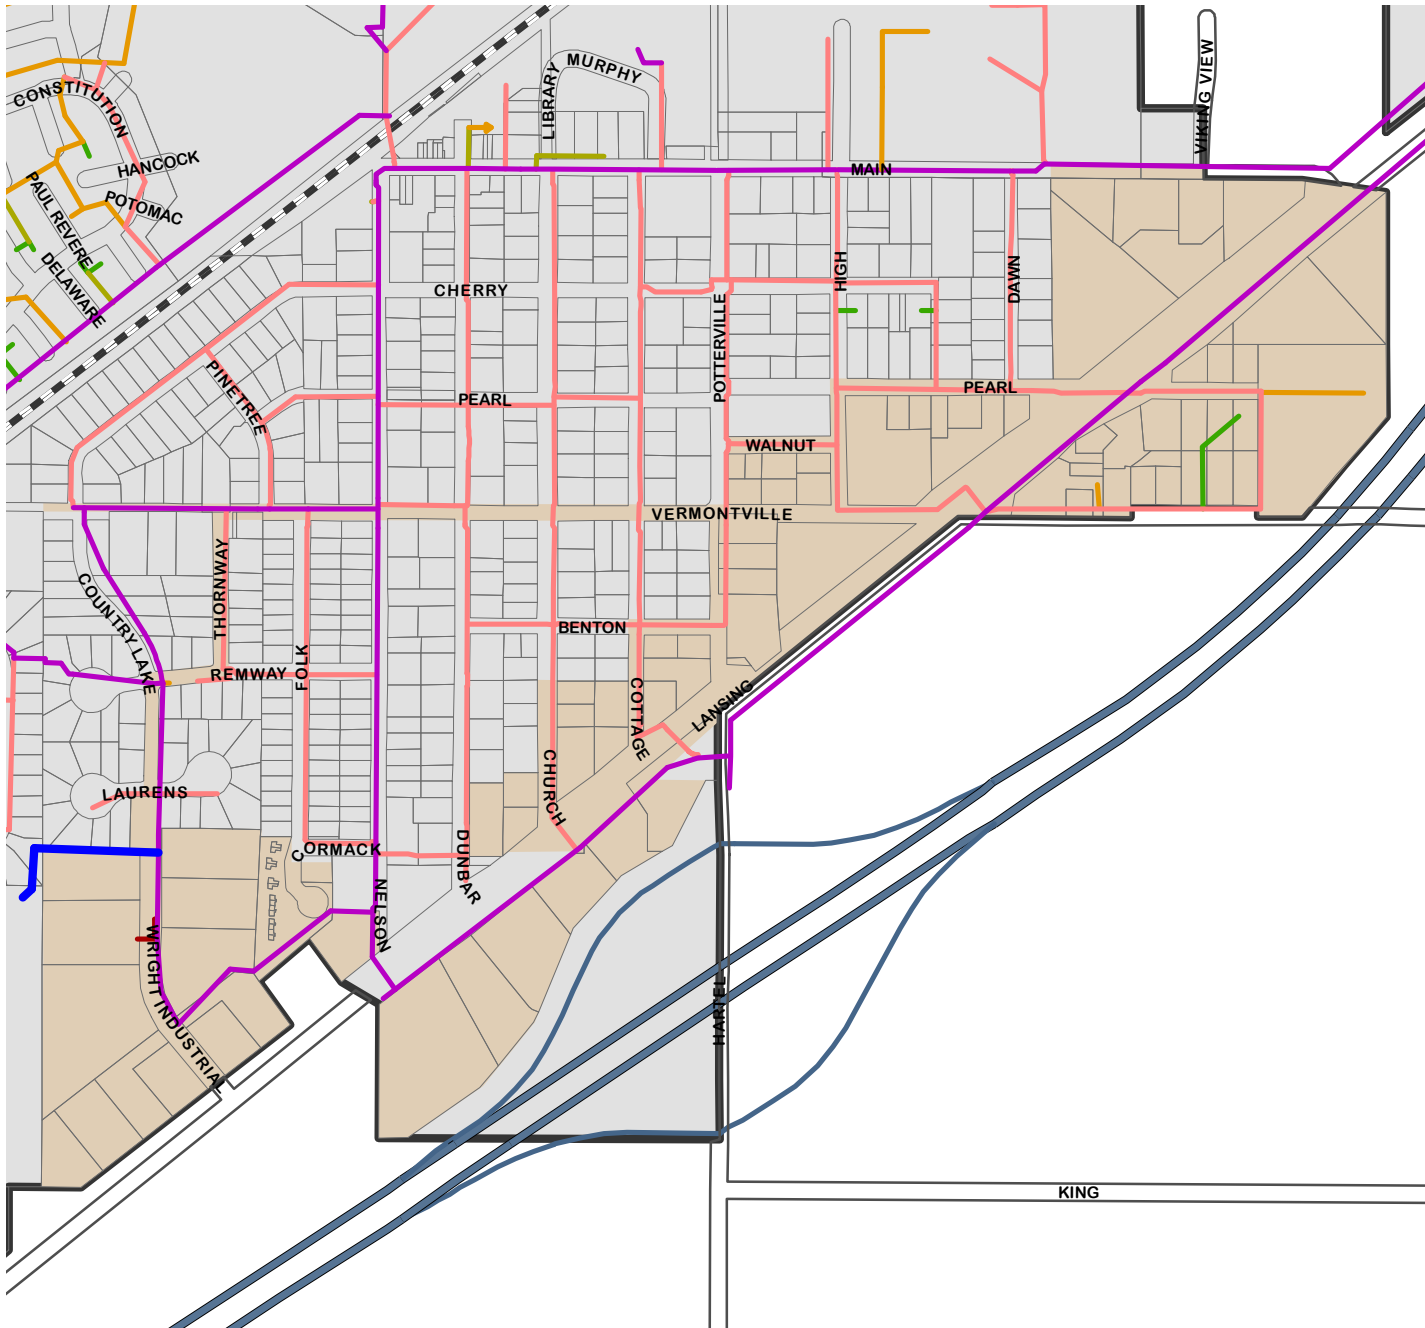 VIKING VIEW
MURPHY
LIBRARY
CONSTITUTION
HANCOCK
MAIN
POTOMAC
PAUL REVERE
DELAWARE
HIGH
DAWN
CHERRY
POTTERVILLE
PINETREE
PEARL
PEARL
WALNUT
VERMONTVILLE
THORNWAY
COUNTRY LAKE
BENTON
FOLK
REMWAY
COTTAGE
LANSING
CHURCH
LAURENS
CORMACK
DUNBAR
NELSON
WRIGHT INDUSTRIAL
HARTEL
KING